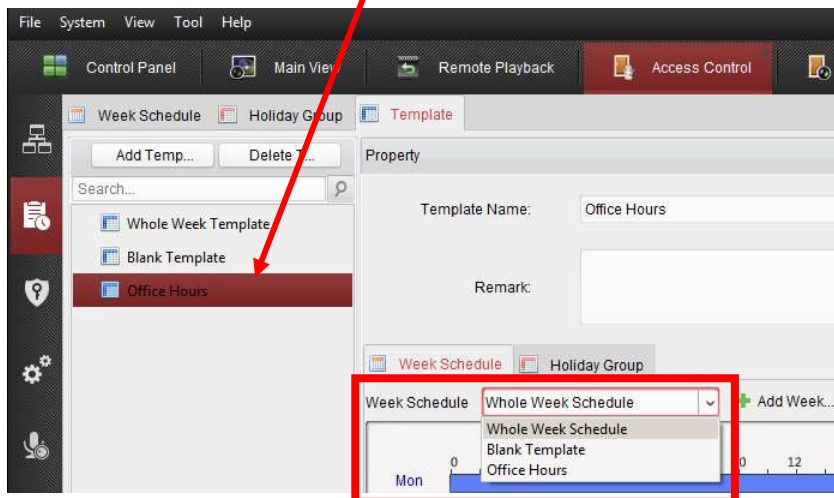 File System View Tool Help
Control Panel Main View Remote Playback Access Control
Week Schedule Holiday Group Template
Add Temp... Delete T... Property
Search...
Template Name: Office Hours
Whole Week Template
Blank Template
Office Hours
Remark:
Week Schedule Holiday Group
Week Schedule Whole Week Schedule Add Week...
Whole Week Schedule
Blank Template
Office Hours
0 12
Mon